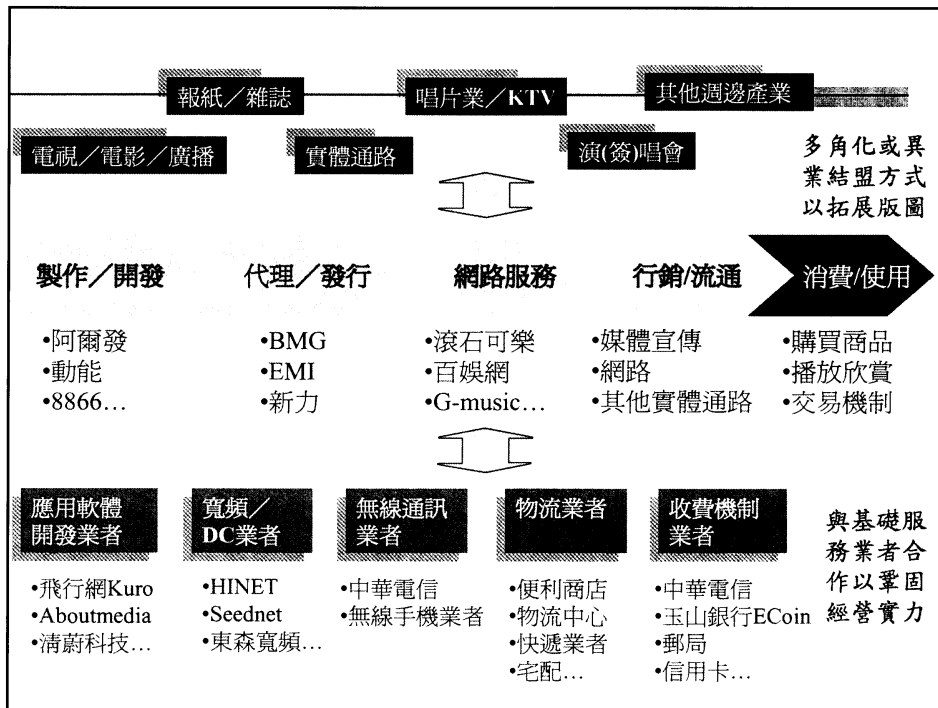 報紙／雜誌
唱片業／KTV
其他週邊產業
電視／電影／廣播
實體通路
演(簽)唱會
多角化或異
業結盟方式
以拓展版圖
製作／開發
代理／發行
網路服務
行銷/流通
消費/使用
•阿爾發
•動能
•8866…
•BMG
•EMI
•新力
•滾石可樂
•百娛網
•G-music…
•媒體宣傳
•網路
•其他實體通路
•購買商品
•播放欣賞
•交易機制
應用軟體
開發業者
寬頻／
DC業者
無線通訊
業者
物流業者
收費機制
業者
與基礎服
務業者合
作以鞏固
經營實力
•飛行網Kuro
•Aboutmedia
•清蔚科技…
•HINET
•Seednet
•東森寬頻…
•中華電信
•無線手機業者
•便利商店
•物流中心
•快遞業者
•宅配…
•中華電信
•玉山銀行ECoin
•郵局
•信用卡…